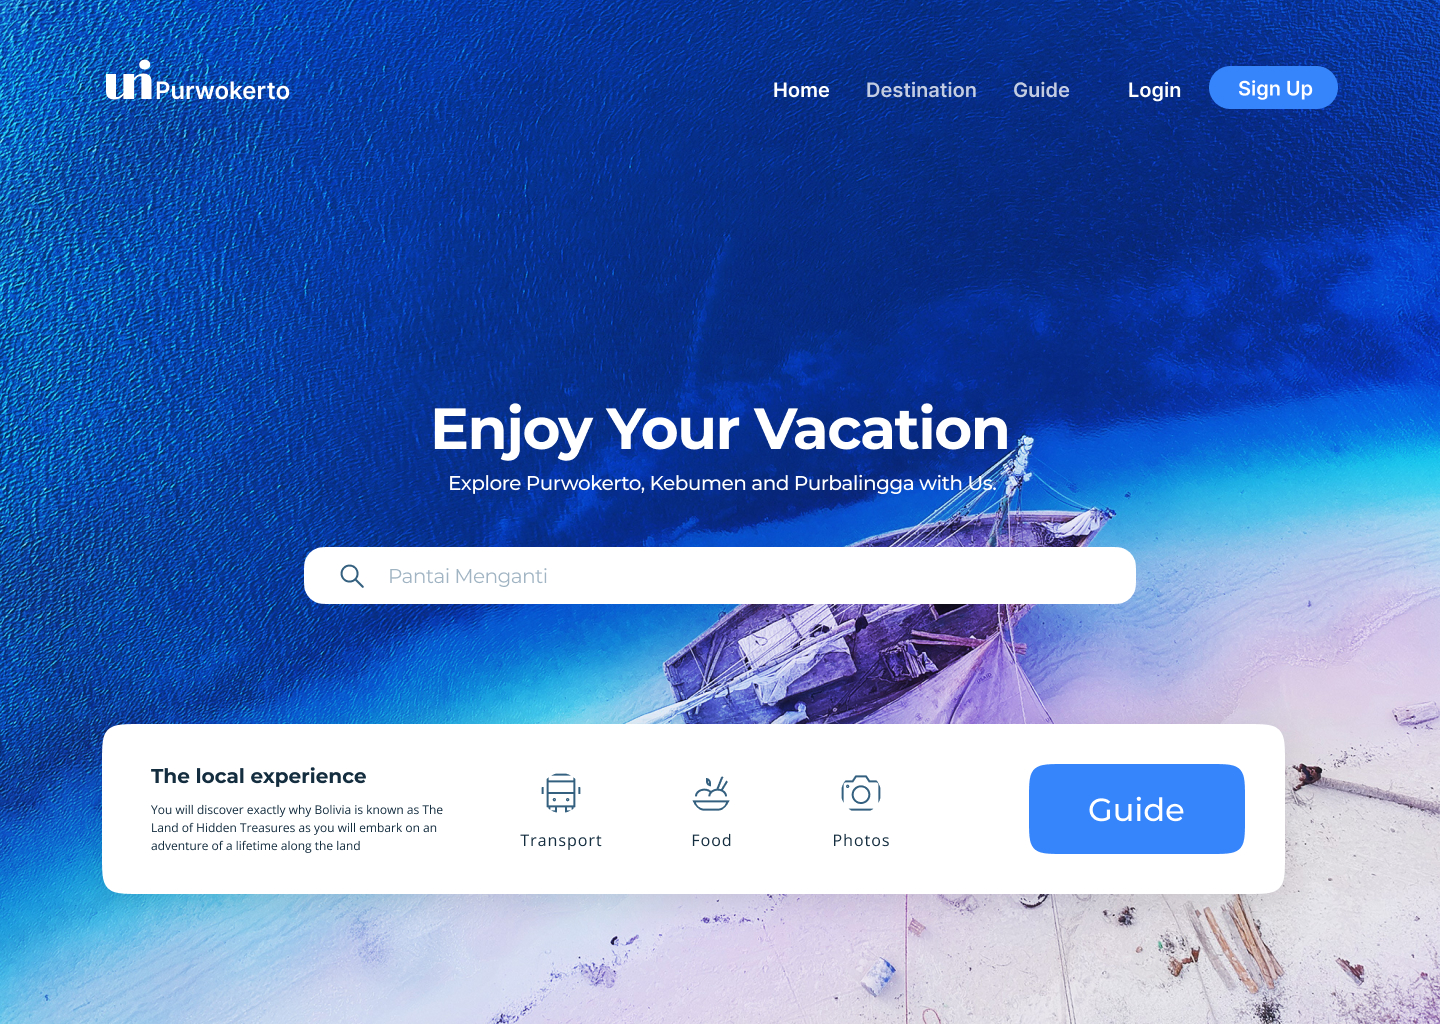 ui Purwokerto
Home Destination Guide Login Sign Up
Enjoy Your Vacation
Explore Purwokerto, Kebumen and Purbalingga with Us.
Pantai Menganti
The local experience
You will discover exactly why Bolivia is known as The
Land of Hidden Treasures as you will embark on an
adventure of a lifetime along the land
Transport
Food
Photos
Guide